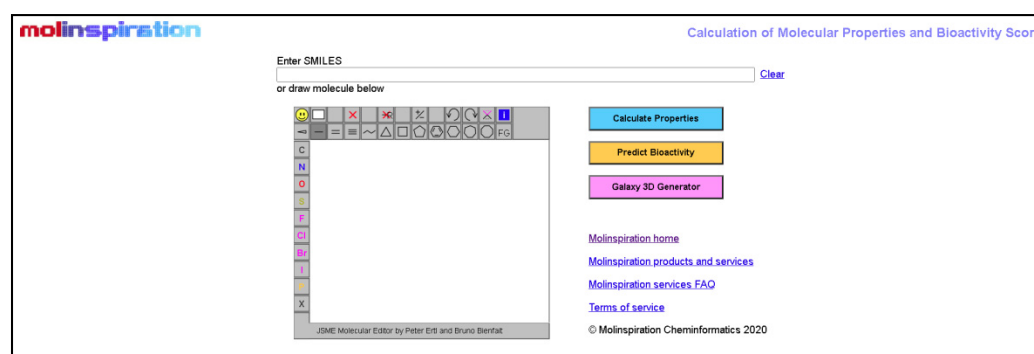 molinspiration
Calculation of Molecular Properties and Bioactivity Scor
Enter SMILES
Clear
or draw molecule below
FG
C
N
O
S
F
Cl
Br
I
X
JSME Molecular Editor by Peter Ertl and Bruno Bienfait
Calculate Properties
Predict Bioactivity
Galaxy 3D Generator
Molinspiration home
Molinspiration products and services
Molinspiration services FAQ
Terms of service
© Molinspiration Cheminformatics 2020